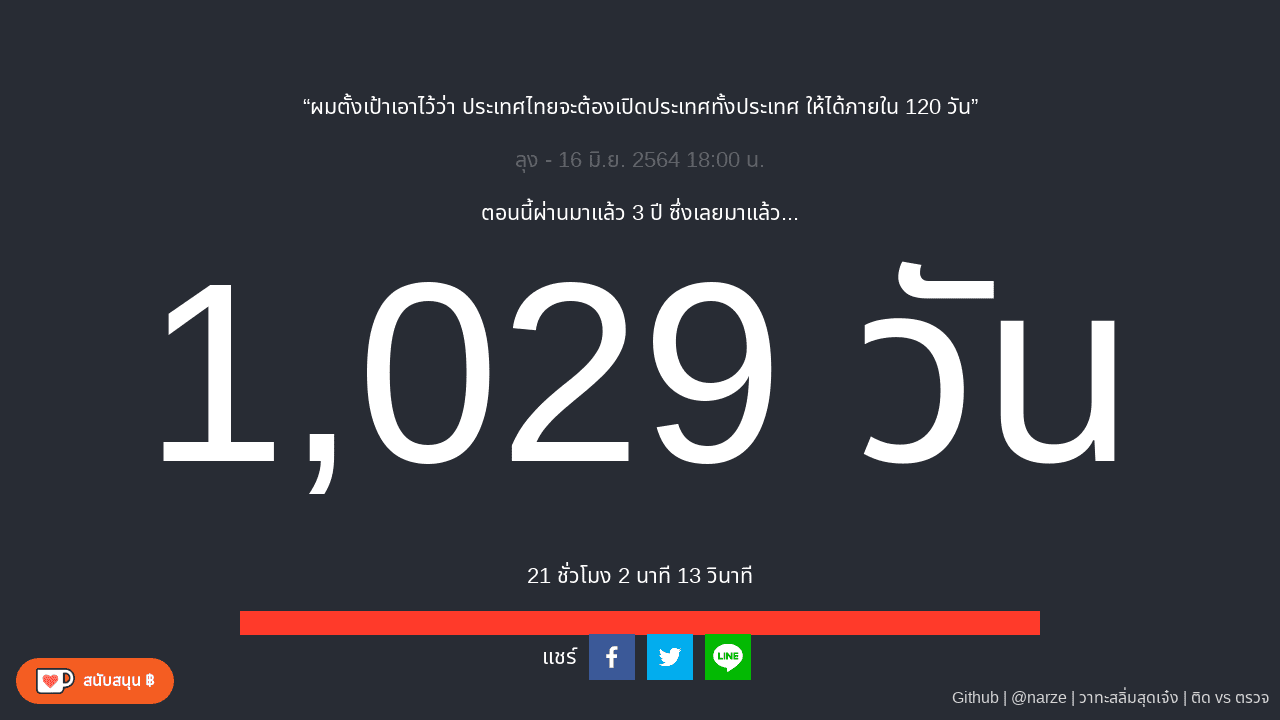 “ผมตั้งเป้าเอาไว้ว่า ประเทศไทยจะต้องเปิดประเทศทั้งประเทศ ให้ได้ภายใน 120 วัน”
ลุง - 16 มิ.ย. 2564 18:00 น.
ตอนนี้ผ่านมาแล้ว 3 ปี ซึ่งเลยมาแล้ว...
1,029 วัน
21 ชั่วโมง 2 นาที 13 วินาที
แชร์
LINE
สนับสนุน ฿
Github | @narze | วาทะสลิ่มสุดเจ๋ง | ติด vs ตรวจ